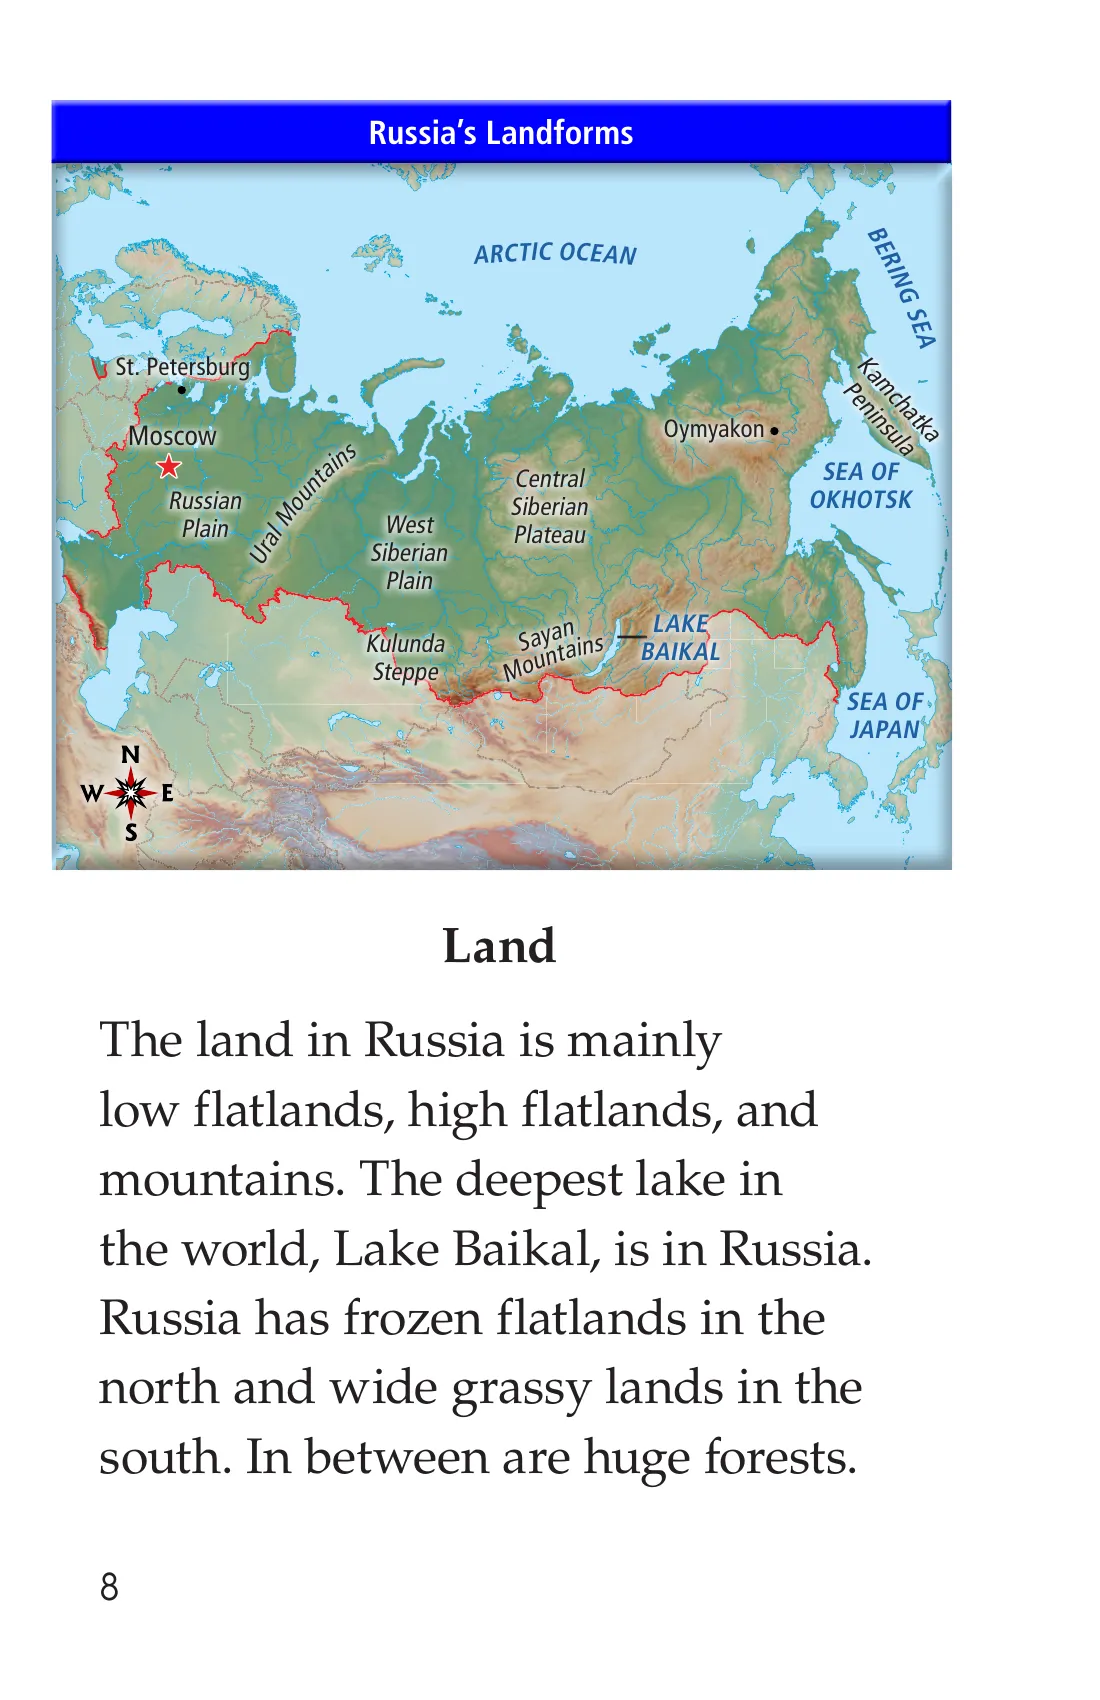 Russia’s Landforms
ARCTIC OCEAN
BERING SEA
St. Petersburg
Kamchatka
Peninsula
Moscow
Oymyakon
Russian
Plain
Ural Mountains
West
Siberian
Plain
Central
Siberian
Plateau
SEA OF
OKHOTSK
Kulunda
Steppe
Sayan
Mountains
LAKE
BAIKAL
SEA OF
JAPAN
N
W E
S
Land
The land in Russia is mainly
low flatlands, high flatlands, and
mountains. The deepest lake in
the world, Lake Baikal, is in Russia.
Russia has frozen flatlands in the
north and wide grassy lands in the
south. In between are huge forests.
8